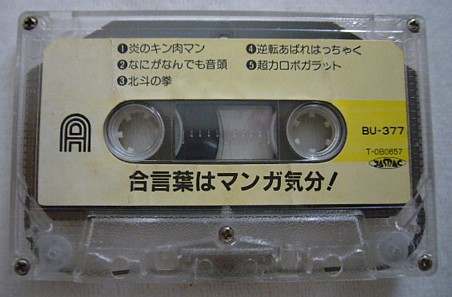 ❶炎のキン肉マン
❷なにがなんでも音頭
❸北斗の拳
❹逆転あばれはっちゃく
❺超力ロボガラット
A
BU-377
T-0B0657
JASRAC
合言葉はマンガ気分!